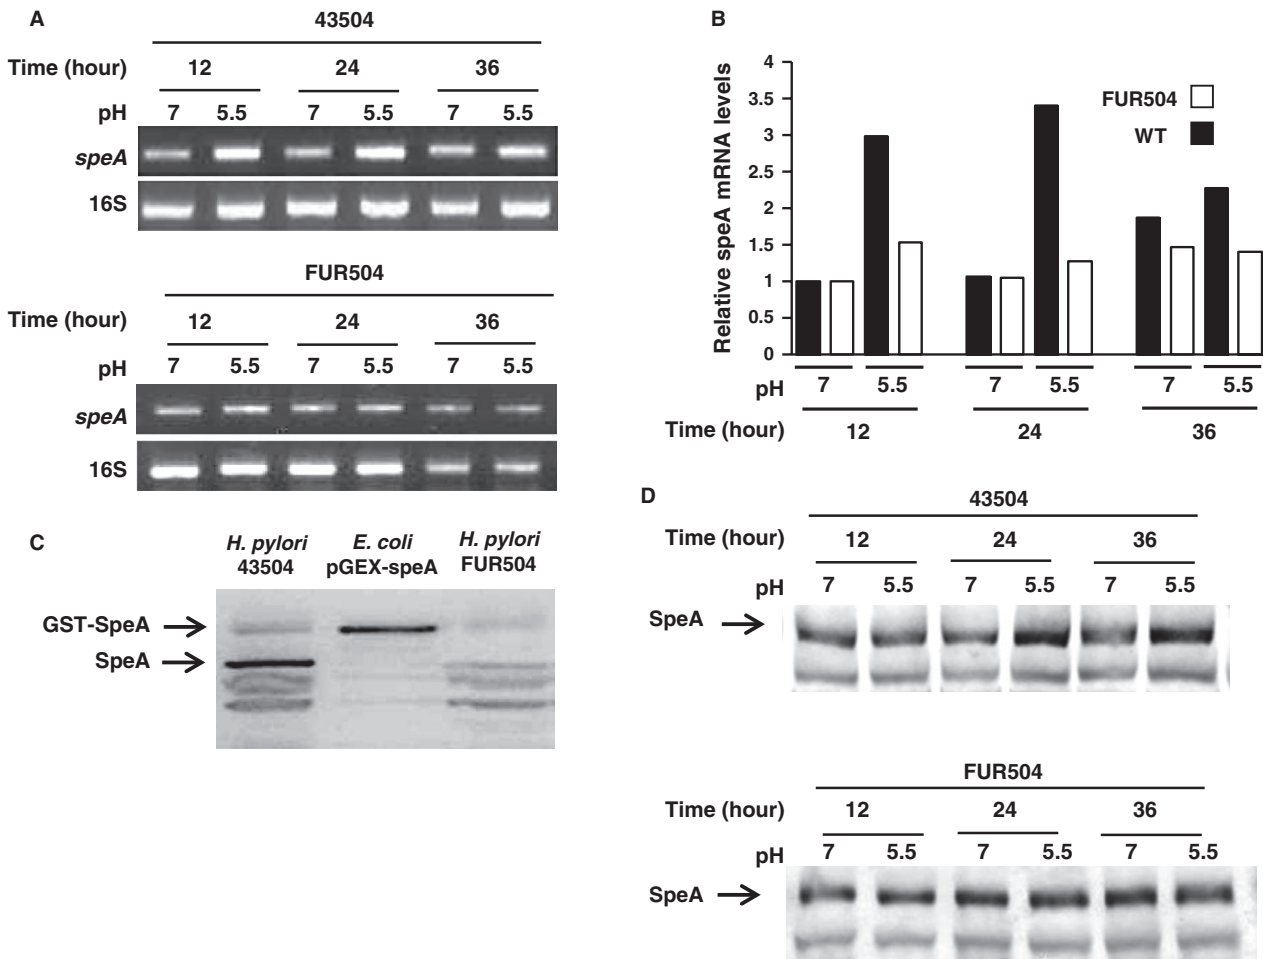 A
43504
Time (hour) 12 24 36
pH 7 5.5 7 5.5 7 5.5
speA
16S
FUR504
Time (hour) 12 24 36
pH 7 5.5 7 5.5 7 5.5
speA
16S
B
Relative speA mRNA levels
4
3.5
3
2.5
2
1.5
1
0.5
0
FUR504
WT
pH 7 5.5 7 5.5 7 5.5
Time (hour) 12 24 36
C
H. pylori E. coli H. pylori
43504 pGEX-speA FUR504
GST-SpeA
SpeA
D
43504
Time (hour) 12 24 36
pH 7 5.5 7 5.5 7 5.5
SpeA
FUR504
Time (hour) 12 24 36
pH 7 5.5 7 5.5 7 5.5
SpeA